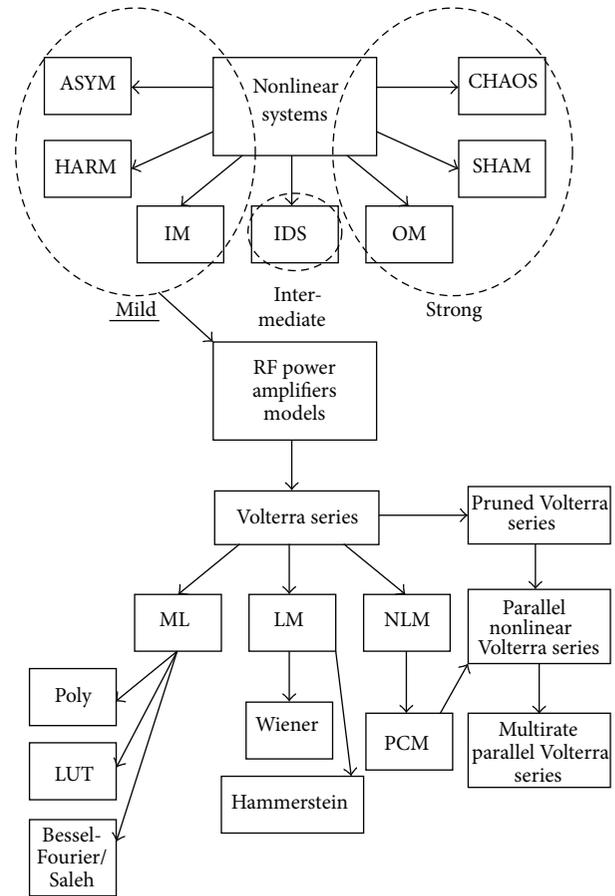 ASYM
Nonlinear
systems
CHAOS
HARM
SHAM
IM
IDS
OM
Mild
Inter-
mediate
Strong
RF power
amplifiers
models
Volterra series
Pruned Volterra
series
ML
LM
NLM
Parallel
nonlinear
Volterra series
Poly
Wiener
PCM
Multirate
parallel Volterra
series
LUT
Hammerstein
Bessel-
Fourier/
Saleh